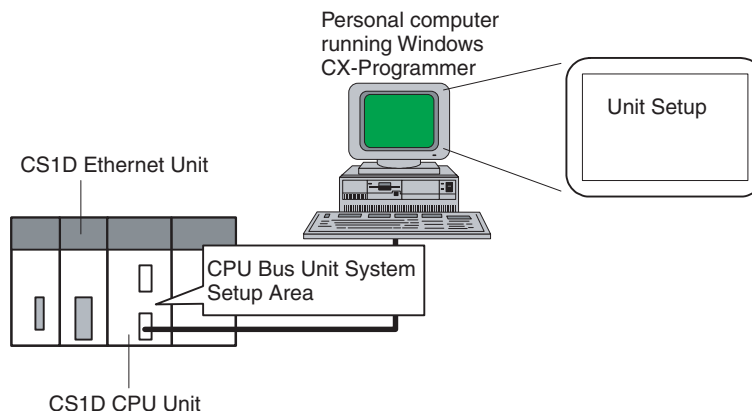 Personal computer
running Windows
CX-Programmer
Unit Setup
CS1D Ethernet Unit
CPU Bus Unit System
Setup Area
CS1D CPU Unit